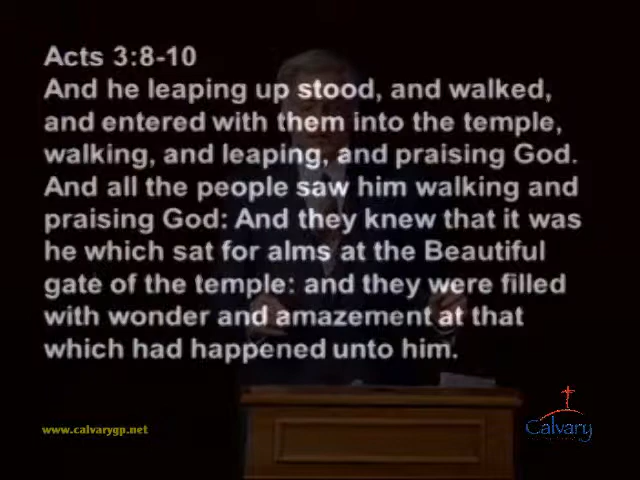 Acts 3:8-10
And he leaping up stood, and walked,
and entered with them into the temple,
walking, and leaping, and praising God.
And all the people saw him walking and
praising God: And they knew that it was
he which sat for alms at the Beautiful
gate of the temple: and they were filled
with wonder and amazement at that
which had happened unto him.
www.calvarygp.net
Calvary